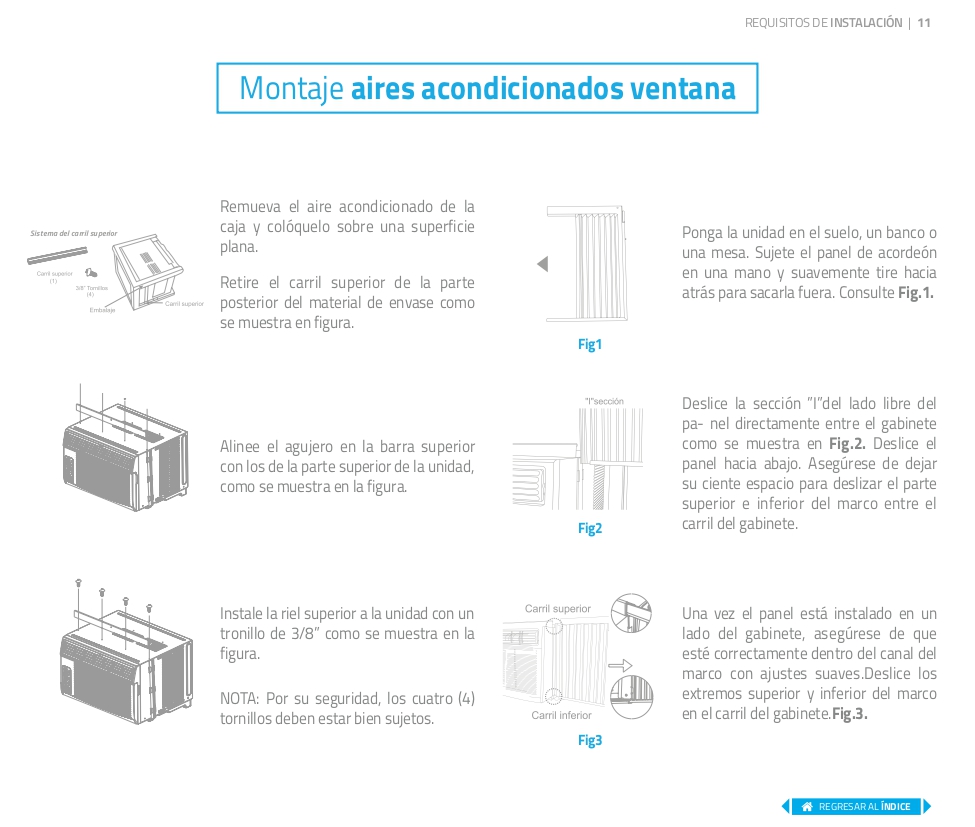 REQUISITOS DE INSTALACIÓN | 11
Montaje aires acondicionados ventana
Sistema del carril superior
Carril superior
(1)
3/8" Tornillos
(4)
Embalaje
Carril superior
Remueva el aire acondicionado de la
caja y colóquelo sobre una superficie
plana.
Retire el carril superior de la parte
posterior del material de envase como
se muestra en figura.
Alinee el agujero en la barra superior
con los de la parte superior de la unidad,
como se muestra en la figura.
Instale la riel superior a la unidad con un
tronillo de 3/8” como se muestra en la
figura.
NOTA: Por su seguridad, los cuatro (4)
tornillos deben estar bien sujetos.
Fig1
Ponga la unidad en el suelo, un banco o
una mesa. Sujete el panel de acordeón
en una mano y suavemente tire hacia
atrás para sacarla fuera. Consulte Fig.1.
"I"sección
Fig2
Deslice la sección ”I”del lado libre del
pa- nel directamente entre el gabinete
como se muestra en Fig.2. Deslice el
panel hacia abajo. Asegúrese de dejar
su ciente espacio para deslizar el parte
superior e inferior del marco entre el
carril del gabinete.
Carril superior
Carril inferior
Fig3
Una vez el panel está instalado en un
lado del gabinete, asegúrese de que
esté correctamente dentro del canal del
marco con ajustes suaves.Deslice los
extremos superior y inferior del marco
en el carril del gabinete.Fig.3.
REGRESAR AL ÍNDICE